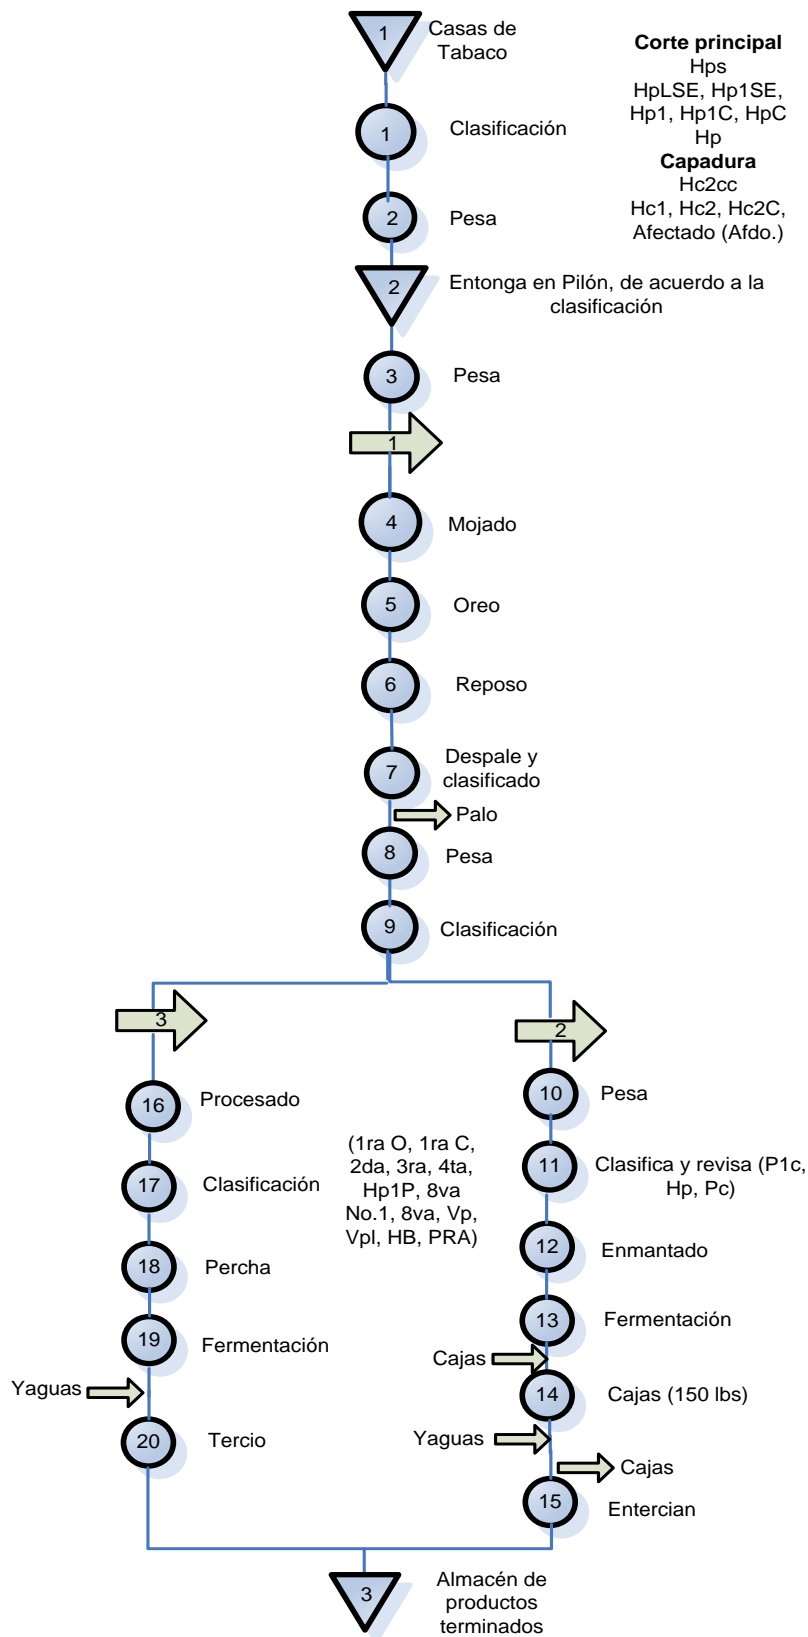 1
Casas de
Tabaco
Corte principal
Hps
HpLSE, Hp1SE,
Hp1, Hp1C, HpC
Hp
Capadura
Hc2cc
Hc1, Hc2, Hc2C,
Afectado (Afdo.)
1
Clasificación
2
Pesa
2
Entonga en Pilón, de acuerdo a la
clasificación
3
Pesa
1
4
Mojado
5
Oreo
6
Reposo
7
Despale y
clasificado
Palo
8
Pesa
9
Clasificación
3
16
Procesado
17
Clasificación
18
Percha
19
Fermentación
Yaguas
20
Tercio
(1ra O, 1ra C,
2da, 3ra, 4ta,
Hp1P, 8va
No.1, 8va, Vp,
Vpl, HB, PRA)
2
10
Pesa
11
Clasifica y revisa (P1c,
Hp, Pc)
12
Enmantado
13
Fermentación
Cajas
14
Cajas (150 lbs)
Yaguas
Cajas
15
Entercian
3
Almacén de
productos
terminados